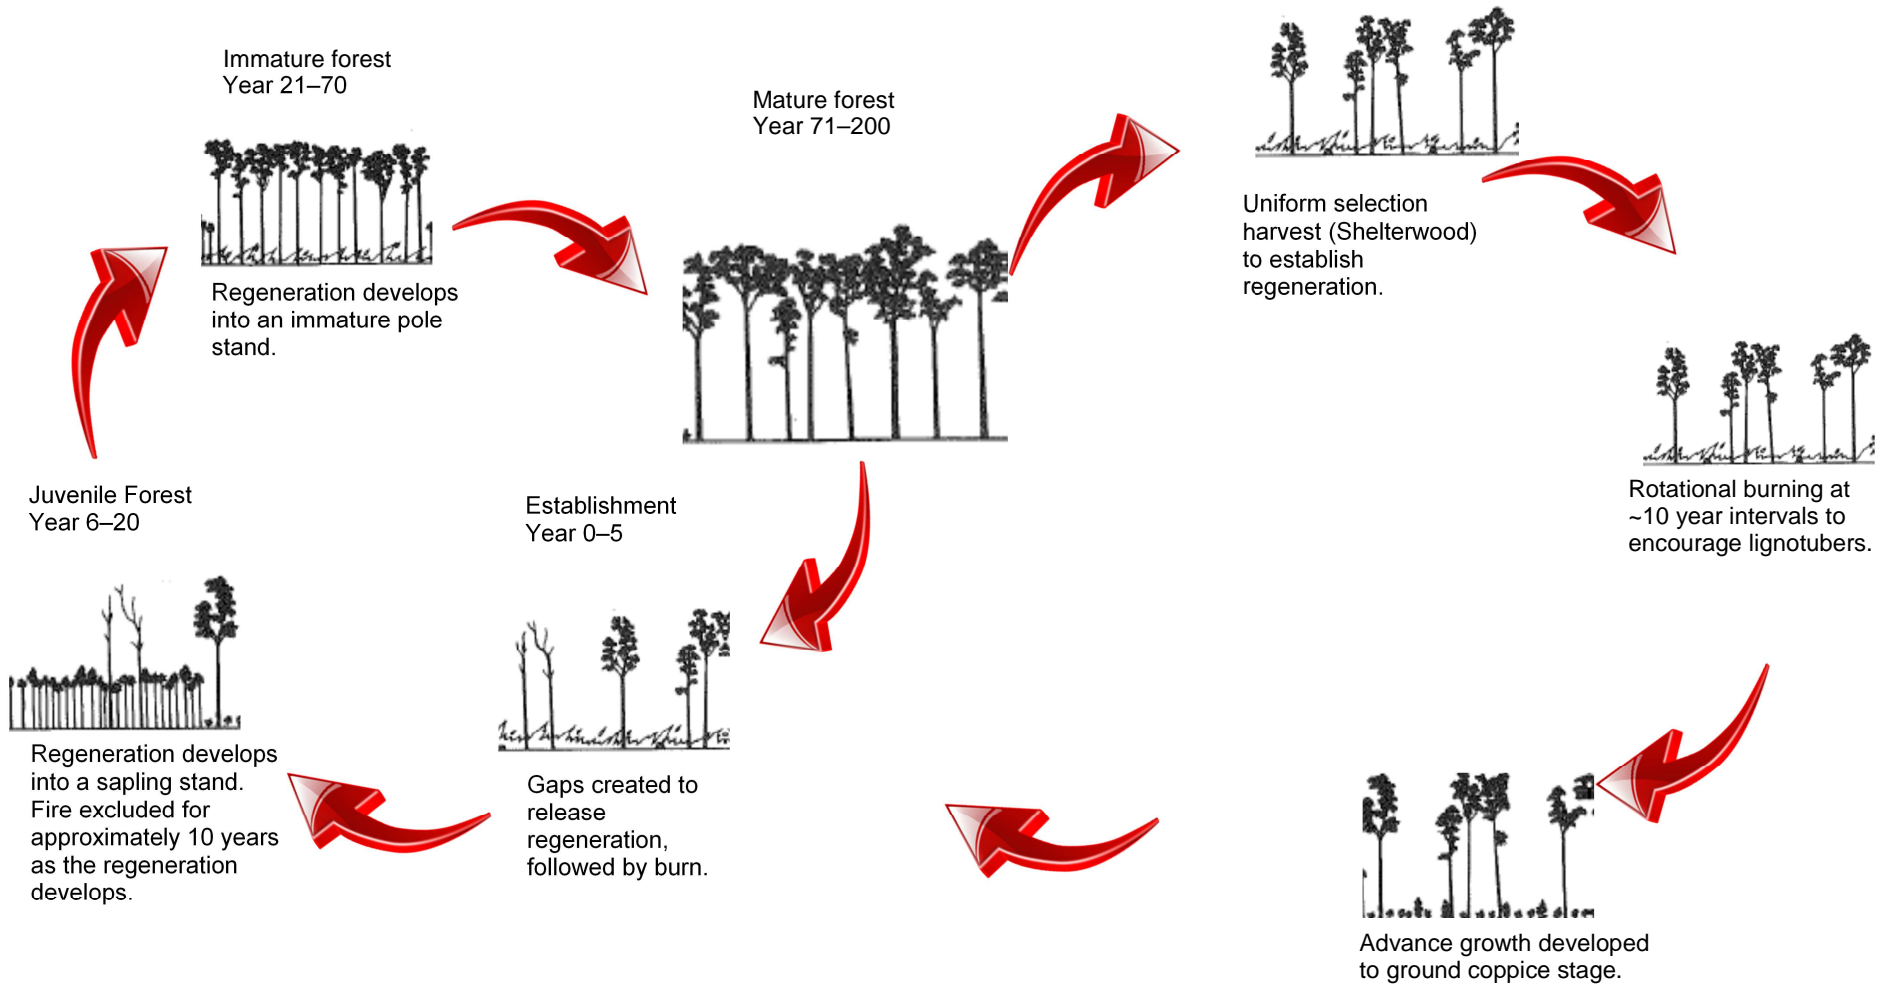 Immature forest
Year 21–70
Regeneration develops
into an immature pole
stand.
Mature forest
Year 71–200
Uniform selection
harvest (Shelterwood)
to establish
regeneration.
Rotational burning at
~10 year intervals to
encourage lignotubers.
Advance growth developed
to ground coppice stage.
Establishment
Year 0–5
Gaps created to
release
regeneration,
followed by burn.
Juvenile Forest
Year 6–20
Regeneration develops
into a sapling stand.
Fire excluded for
approximately 10 years
as the regeneration
develops.